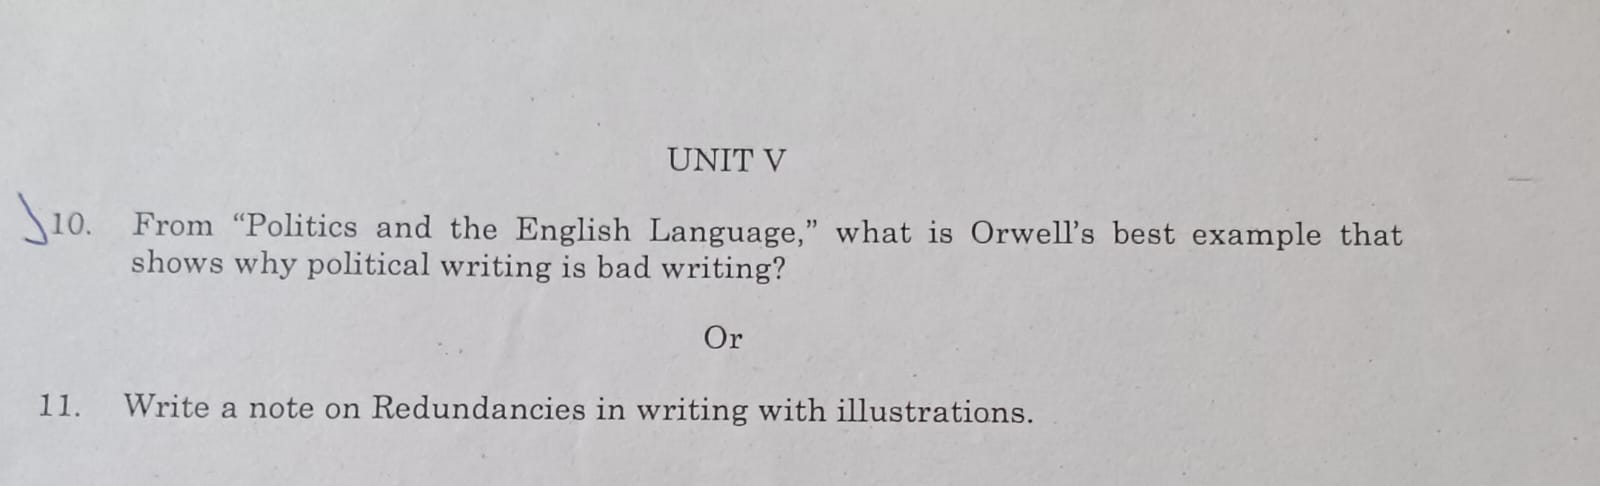 UNIT V
10. From “Politics and the English Language,” what is Orwell’s best example that
shows why political writing is bad writing?
Or
11. Write a note on Redundancies in writing with illustrations.